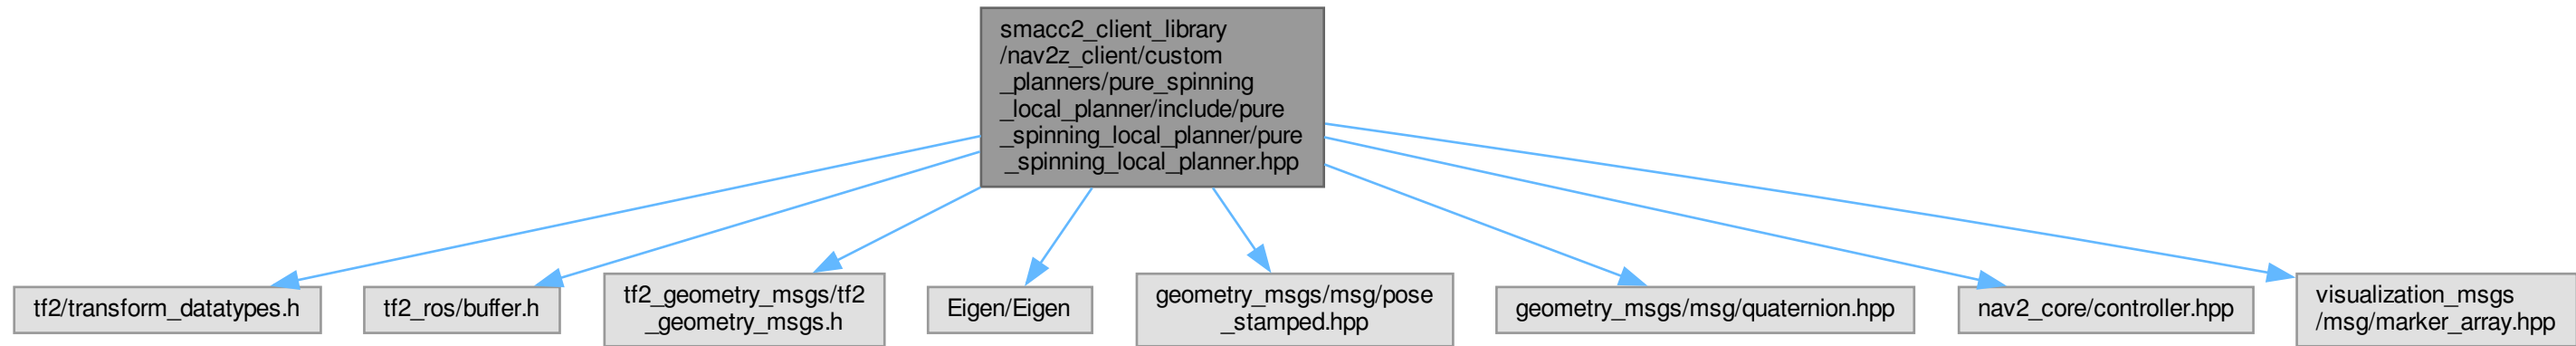 smacc2_client_library
/nav2z_client/custom
_planners/pure_spinning
_local_planner/include/pure
_spinning_local_planner/pure
_spinning_local_planner.hpp
tf2/transform_datatypes.h
tf2_ros/buffer.h
tf2_geometry_msgs/tf2
_geometry_msgs.h
Eigen/Eigen
geometry_msgs/msg/pose
_stamped.hpp
geometry_msgs/msg/quaternion.hpp
nav2_core/controller.hpp
visualization_msgs
/msg/marker_array.hpp